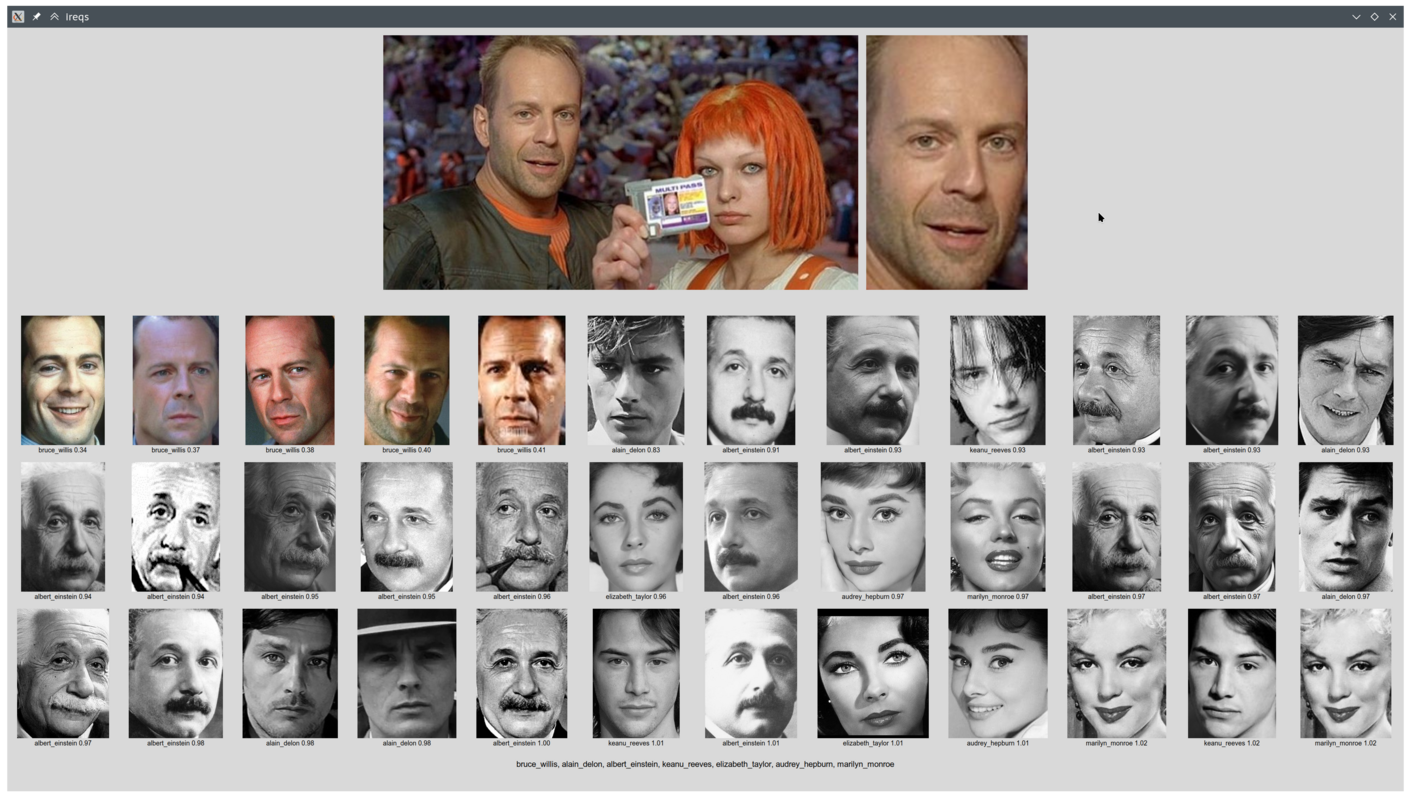 Ireqs
MULTI PASS
bruce_willis 0.34 bruce_willis 0.37 bruce_willis 0.38 bruce_willis 0.40 bruce_willis 0.41 alain_delon 0.83 albert_einstein 0.91 albert_einstein 0.93 keanu_reeves 0.93 albert_einstein 0.93 albert_einstein 0.93 alain_delon 0.93
albert_einstein 0.94 albert_einstein 0.94 albert_einstein 0.95 albert_einstein 0.95 albert_einstein 0.96 elizabeth_taylor 0.96 albert_einstein 0.96 audrey_hepburn 0.97 marilyn_monroe 0.97 albert_einstein 0.97 albert_einstein 0.97 alain_delon 0.97
albert_einstein 0.97 albert_einstein 0.98 alain_delon 0.98 alain_delon 0.98 albert_einstein 1.00 keanu_reeves 1.01 albert_einstein 1.01 elizabeth_taylor 1.01 audrey_hepburn 1.01 marilyn_monroe 1.02 keanu_reeves 1.02 marilyn_monroe 1.02
bruce_willis, alain_delon, albert_einstein, keanu_reeves, elizabeth_taylor, audrey_hepburn, marilyn_monroe